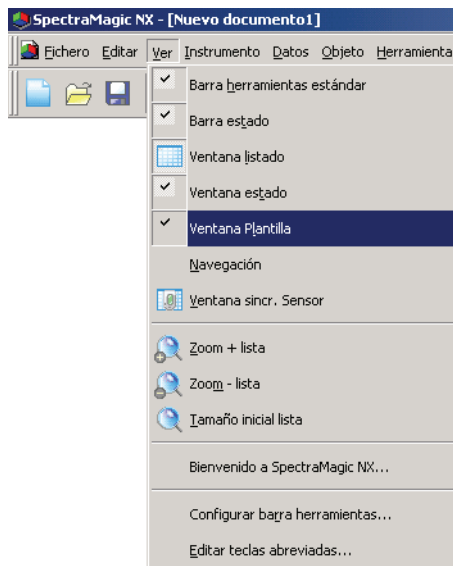 SpectraMagic NX - [Nuevo documento1]
Fichero Editar Ver Instrumento Datos Objeto Herramienta
Barra herramientas estándar
Barra estado
Ventana listado
Ventana estado
Ventana Plantilla
Navegación
Ventana sincr. Sensor
Zoom + lista
Zoom - lista
Tamaño inicial lista
Bienvenido a SpectraMagic NX...
Configurar barra herramientas...
Editar teclas abreviadas...